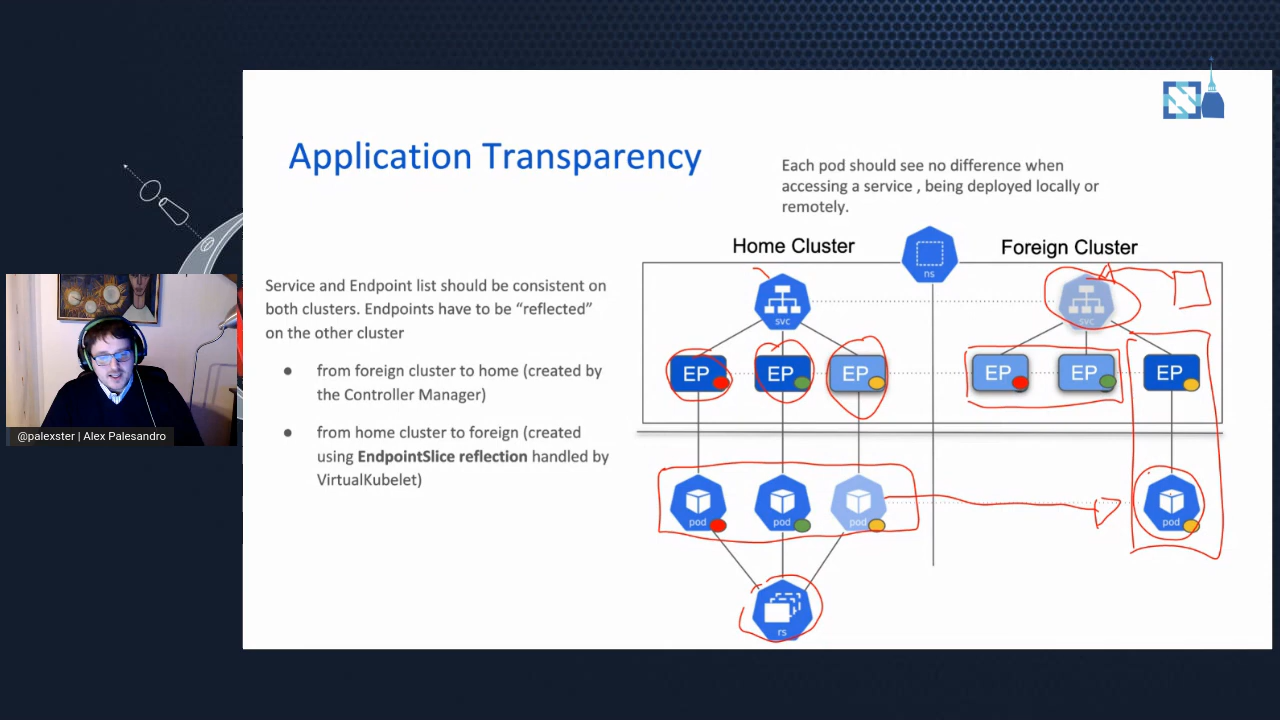 Application Transparency
Each pod should see no difference when
accessing a service , being deployed locally or
remotely.
Home Cluster
Foreign Cluster
ns
Service and Endpoint list should be consistent on
both clusters. Endpoints have to be “reflected”
on the other cluster
● from foreign cluster to home (created by
the Controller Manager)
● from home cluster to foreign (created
using EndpointSlice reflection handled by
VirtualKubelet)
svc
svc
EP
EP
EP
EP
EP
EP
pod
pod
pod
pod
rs
@palexster | Alex Palesandro